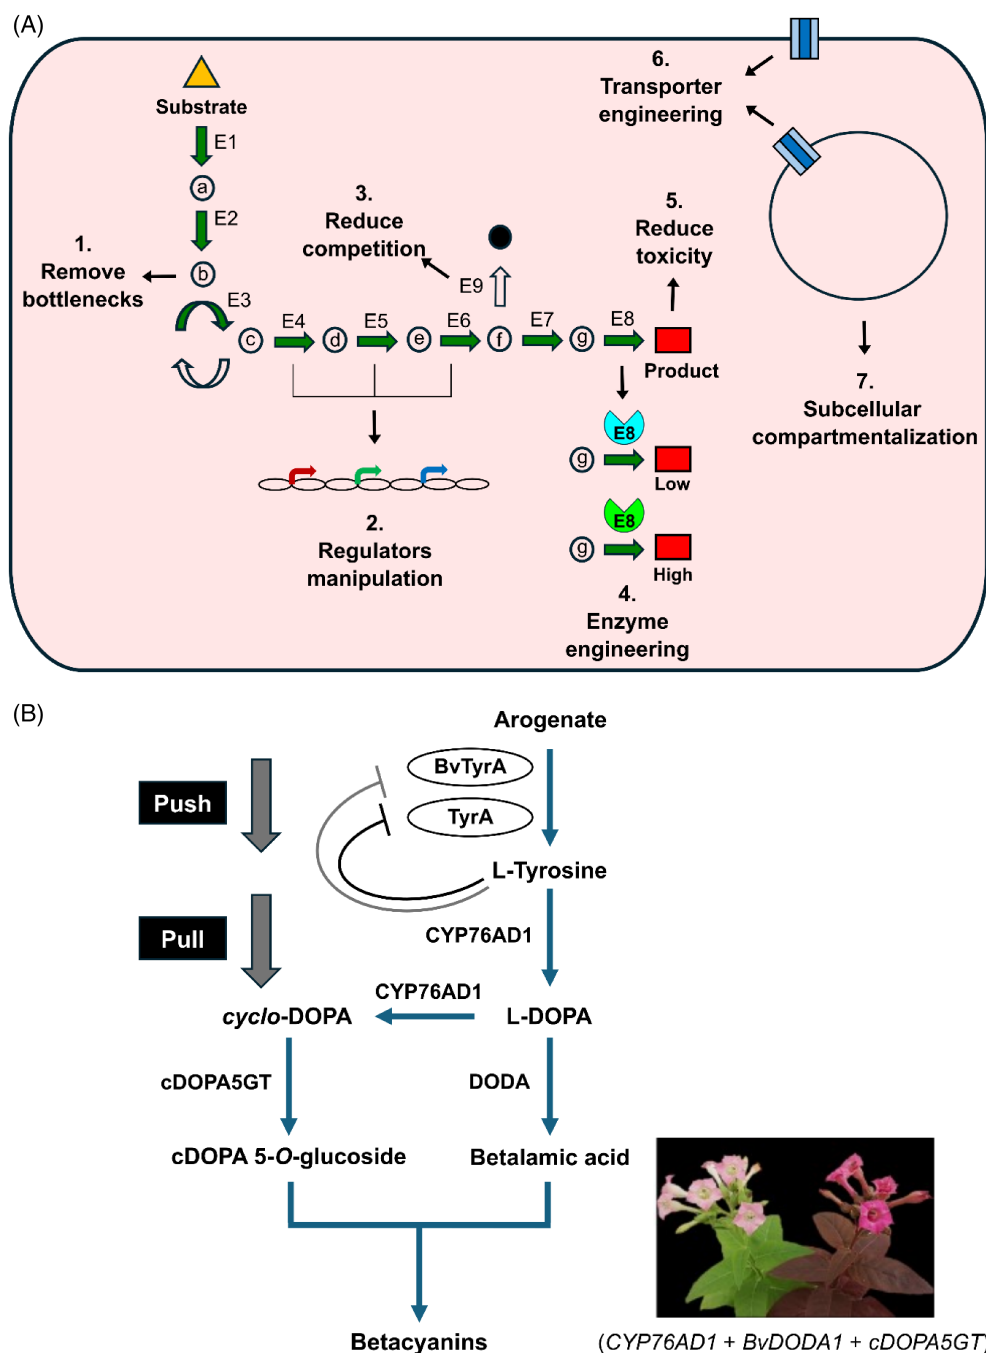 (A)
6.
Transporter
engineering
Substrate
E1
a
E2
3.
Reduce
competition
5.
Reduce
toxicity
1.
Remove
bottlenecks
b
E3
E9
c
E4
d
E5
e
E6
f
E7
g
E8
Product
7.
Subcellular
compartmentalization
E8
g
Low
E8
g
High
2.
Regulators
manipulation
4.
Enzyme
engineering
(B)
Arogenate
BvTyrA
Push
TyrA
L-Tyrosine
Pull
CYP76AD1
CYP76AD1
cyclo-DOPA
L-DOPA
cDOPA5GT
DODA
cDOPA 5-O-glucoside
Betalamic acid
Betacyanins
(CYP76AD1 + BvDODA1 + cDOPA5GT)